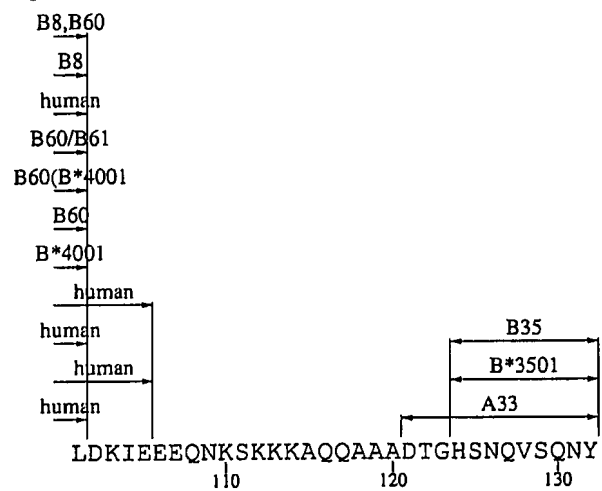 B8,B60
B8
human
B60/B61
B60(B*4001
B60
B*4001
human
human
human
human
B35
B*3501
A33
LDKIEEEQNKSKKKAQQAAADTGHSNQVSQNY
110 120 130